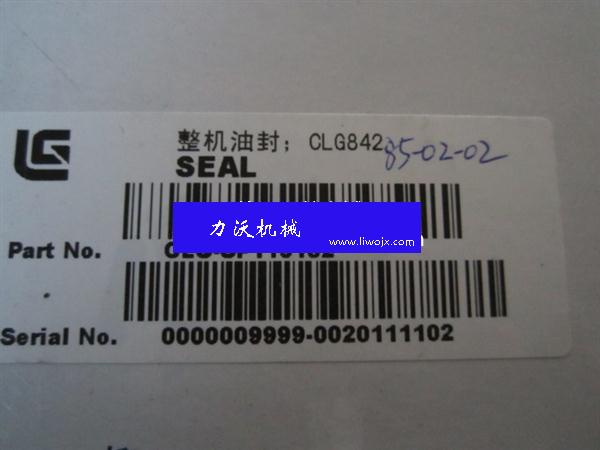 LG
整机油封；CLG842
85-02-02
SEAL
力沃机械
www.liwojx.com
Part No.
Serial No. 0000009999-0020111102